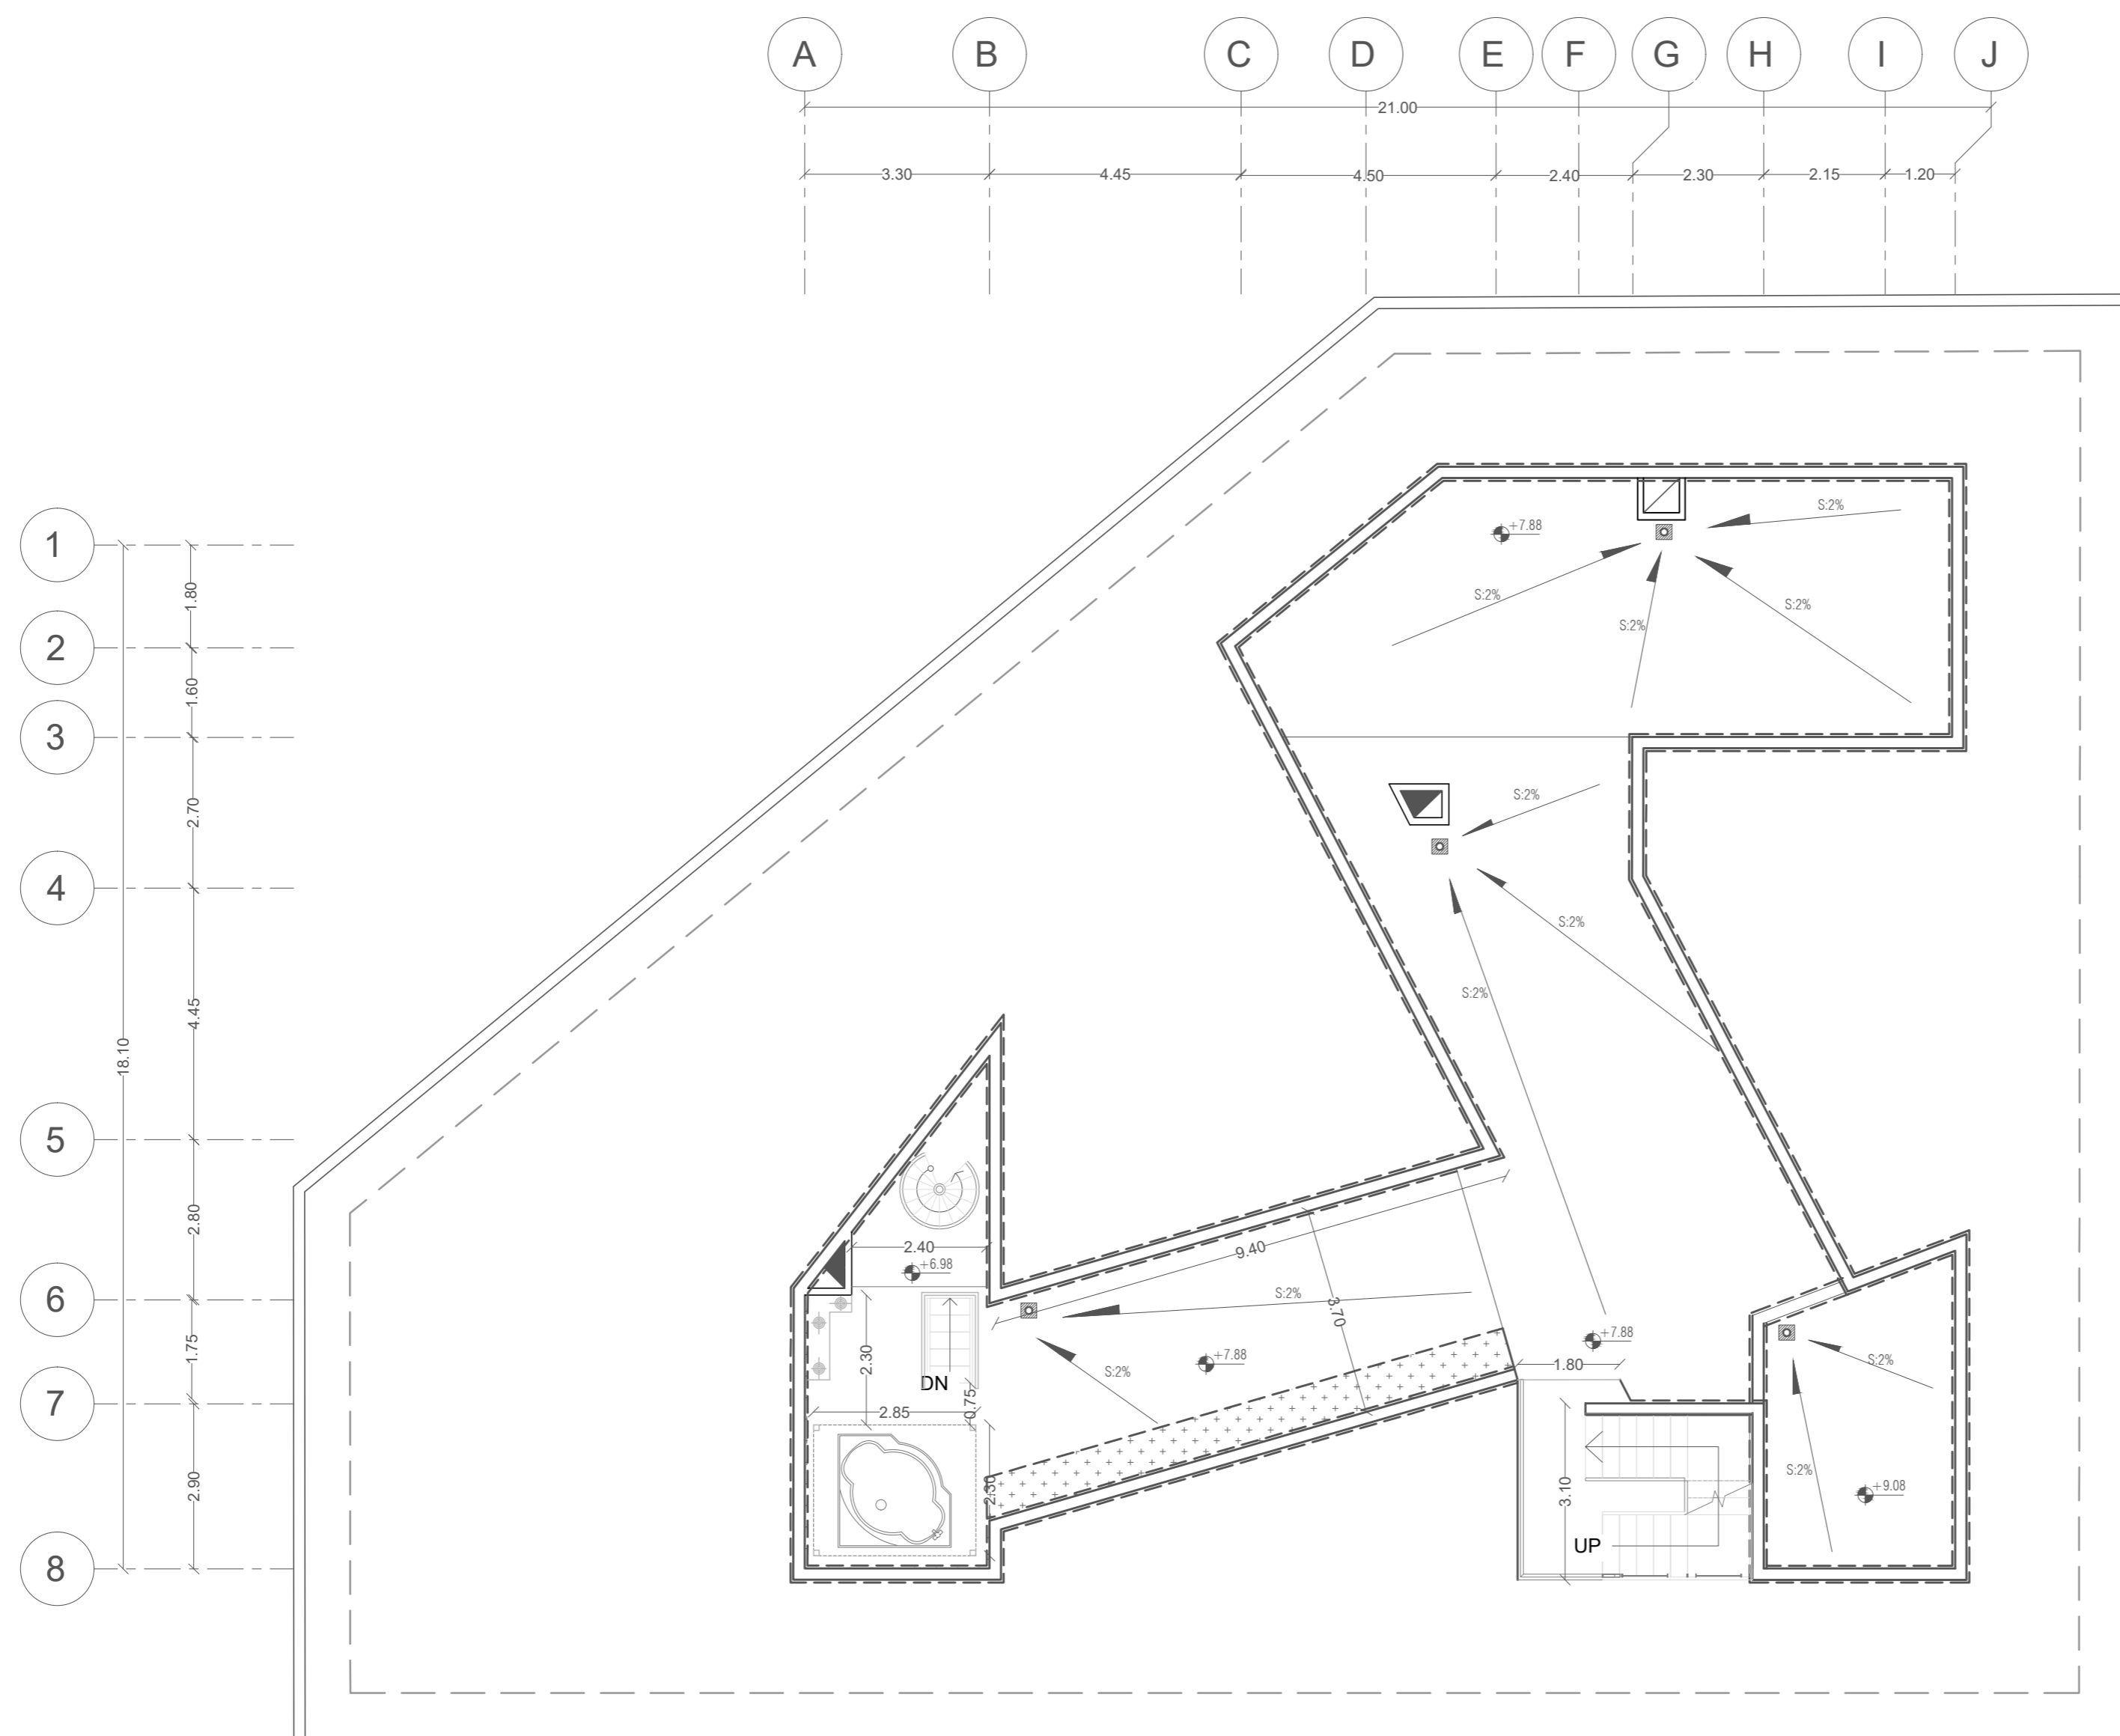 A B C D E F G H I J
21.00
3.30 4.45 4.50 2.40 2.30 2.15 1.20
1
2
3
4
5
6
7
8
18.10
1.80
1.60
2.70
4.45
2.80
1.75
2.90
+7.88
S:2%
S:2%
S:2%
S:2%
S:2%
S:2%
S:2%
2.40
+6.98
9.40
3.70
S:2%
2.30
DN
0.75
2.85
2.30
S:2%
+7.88
+7.88
1.80
3.10
UP
S:2%
S:2%
+9.08